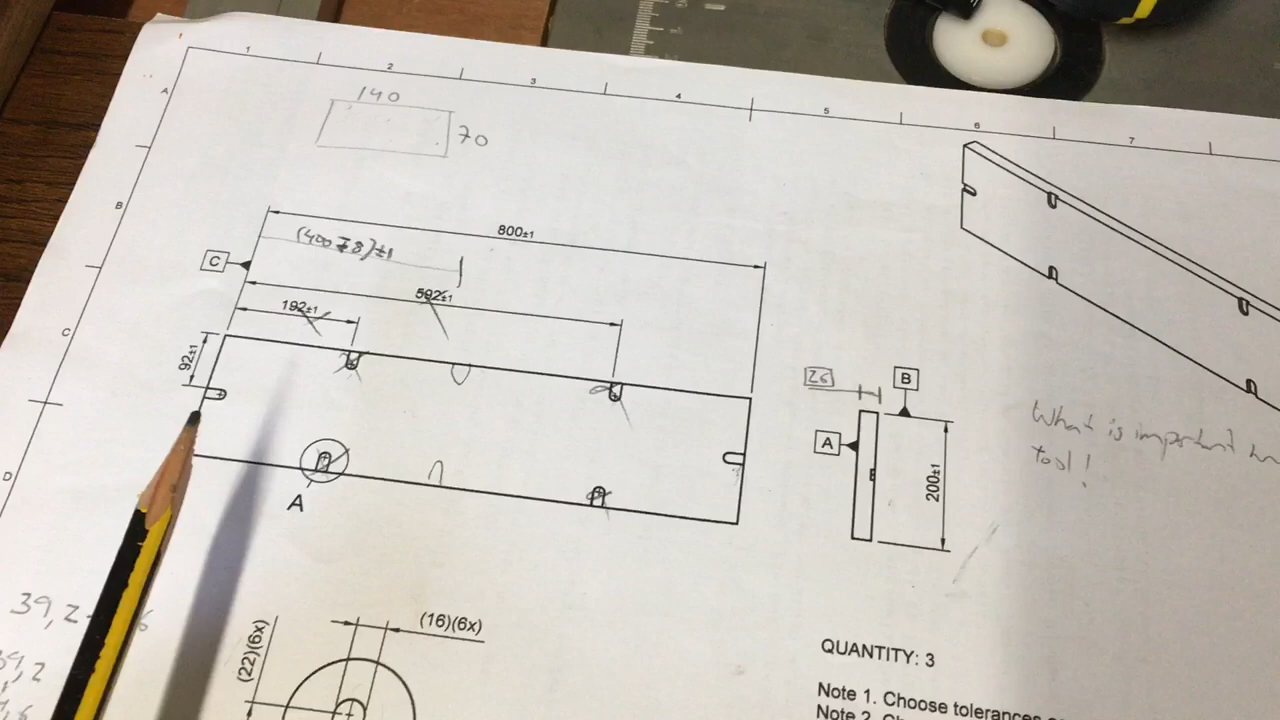 1
2
3
4
5
6
7
A
B
C
D
140
70
800±1
(400 8)±1
C
592±1
192±1
92±1
A
26
B
A
200±1
What is important
tool!
39,2
39,2
(16)(6x)
(22)(6x)
QUANTITY: 3
Note 1. Choose tolerances
Note 2.